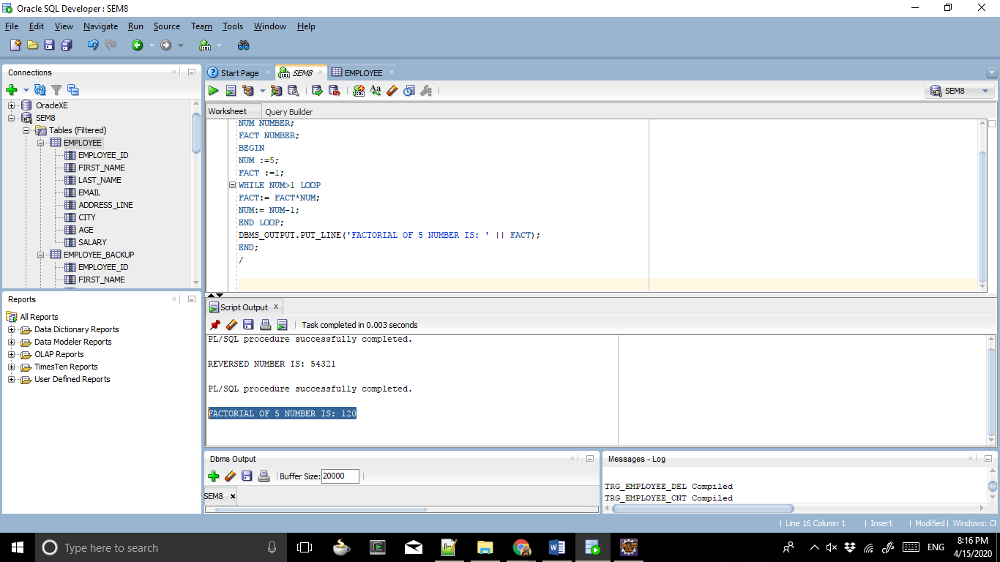 Oracle SQL Developer : SEM8
File Edit View Navigate Run Source Team Tools Window Help
Connections
OracleXE
SEM8
Tables (Filtered)
EMPLOYEE
EMPLOYEE_ID
FIRST_NAME
LAST_NAME
EMAIL
ADDRESS_LINE
CITY
AGE
SALARY
EMPLOYEE_BACKUP
EMPLOYEE_ID
FIRST_NAME
Reports
All Reports
Data Dictionary Reports
Data Modeler Reports
OLAP Reports
TimesTen Reports
User Defined Reports
Start Page
SEM8
EMPLOYEE
SEM8
Worksheet Query Builder
NUM NUMBER;
FACT NUMBER;
BEGIN
NUM :=5;
FACT :=1;
WHILE NUM>1 LOOP
FACT:= FACT*NUM;
NUM:= NUM-1;
END LOOP;
DBMS_OUTPUT.PUT_LINE('FACTORIAL OF 5 NUMBER IS: ' || FACT);
END;
/
Script Output
Task completed in 0.003 seconds
PL/SQL procedure successfully completed.
REVERSED NUMBER IS: 54321
PL/SQL procedure successfully completed.
FACTORIAL OF 5 NUMBER IS: 120
Dbms Output
Buffer Size: 20000
SEM8
Messages - Log
TRG_EMPLOYEE_DEL Compiled
TRG_EMPLOYEE_CNT Compiled
Line 16 Column 1 Insert Modified Windows: CR
Type here to search
ENG
8:16 PM
4/15/2020